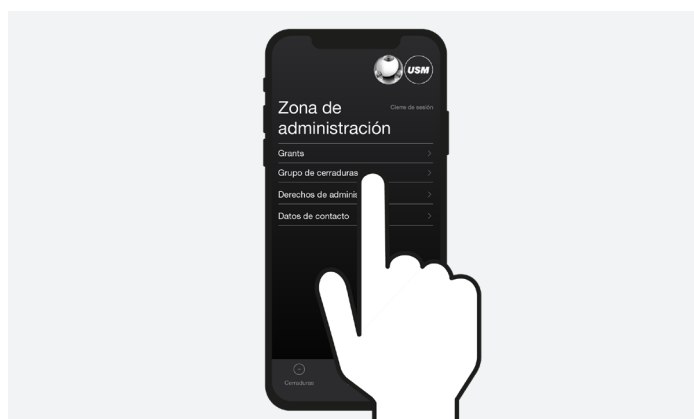 USM
Zona de
Cierre de sesión
administración
Grants
Grupo de cerraduras
Derechos de adminis
Datos de contacto
Cerraduras